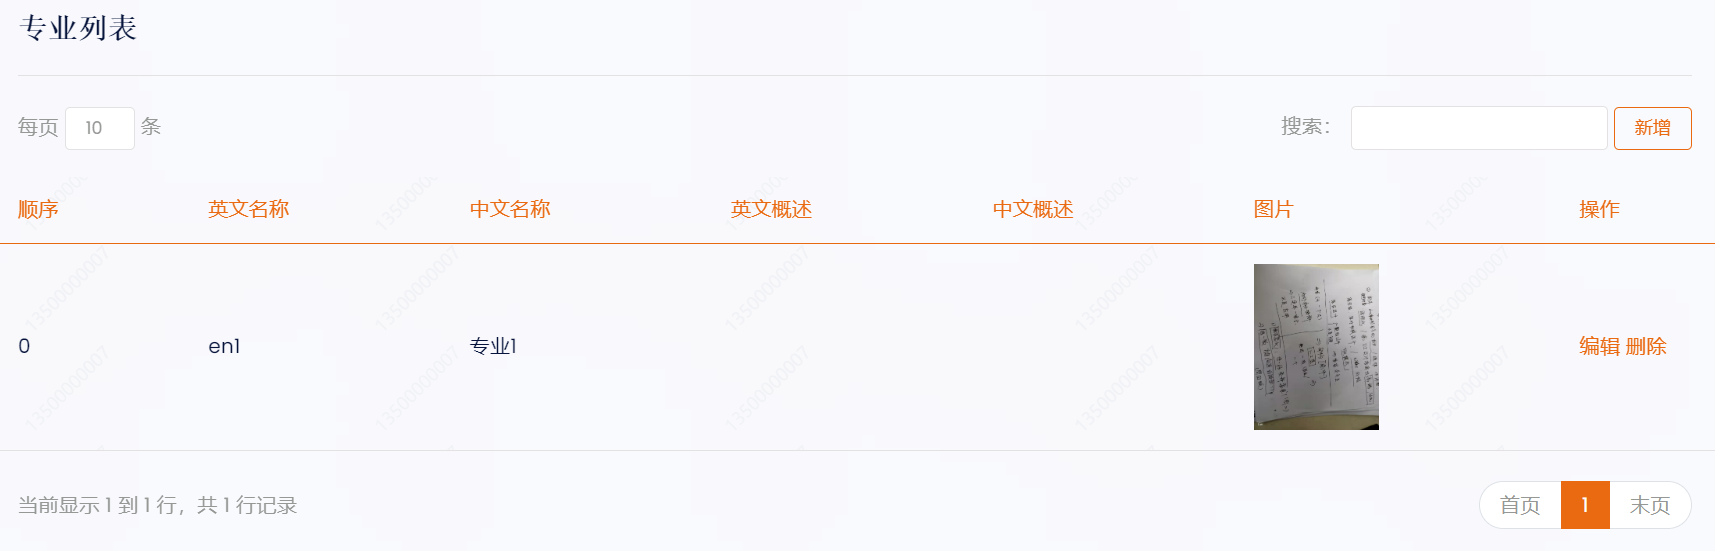 专业列表
每页 10 条
搜索： 新增
顺序 英文名称 中文名称 英文概述 中文概述 图片 操作
0 en1 专业1 编辑 删除
当前显示 1 到 1 行，共 1 行记录
首页 1 末页
13500000007